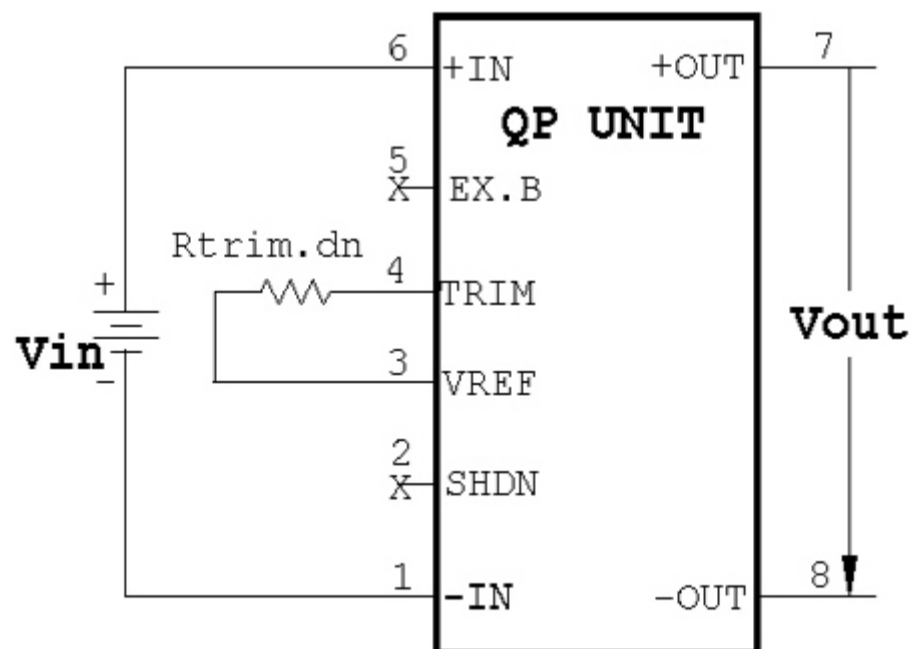 6 +IN +OUT 7
QP UNIT
5
X EX.B
Rtrim.dn
4 TRIM
+
Vin
-
Vout
3 VREF
2
X SHDN
1 -IN -OUT 8